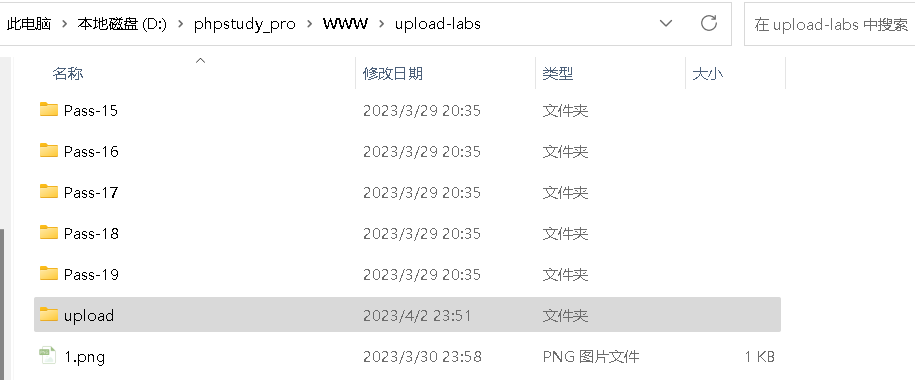 此电脑 > 本地磁盘 (D:) > phpstudy_pro > WWW > upload-labs 在 upload-labs 中搜索
名称 修改日期 类型 大小
Pass-15 2023/3/29 20:35 文件夹
Pass-16 2023/3/29 20:35 文件夹
Pass-17 2023/3/29 20:35 文件夹
Pass-18 2023/3/29 20:35 文件夹
Pass-19 2023/3/29 20:35 文件夹
upload 2023/4/2 23:51 文件夹
1.png 2023/3/30 23:58 PNG 图片文件 1 KB